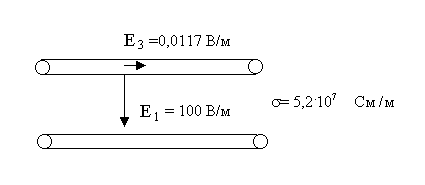 E₃ =0,0117 В/м
E₁ = 100 В/м
σ= 5,2·10⁷ См/м